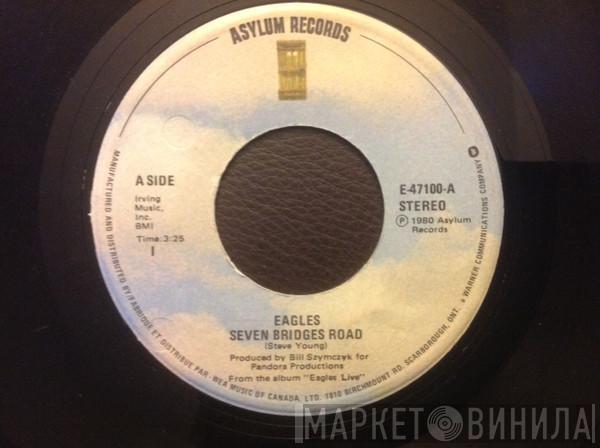 ASYLUM RECORDS
A SIDE
Irving
Music,
Inc.
BMI
Time: 3:25
I
E-47100-A
STEREO
℗ 1980 Asylum
Records
EAGLES
SEVEN BRIDGES ROAD
(Steve Young)
Produced by Bill Szymczyk for
Pandora Productions
From the album "Eagles Live"
MANUFACTURED AND DISTRIBUTED BY/FABRIQUE ET DISTRIBUE PAR · WEA MUSIC OF CANADA, LTD. 1810 BIRCHMOUNT RD. SCARBOROUGH, ONT. a WARNER COMMUNICATIONS COMPANY
МАРКЕТ ВИНИЛА